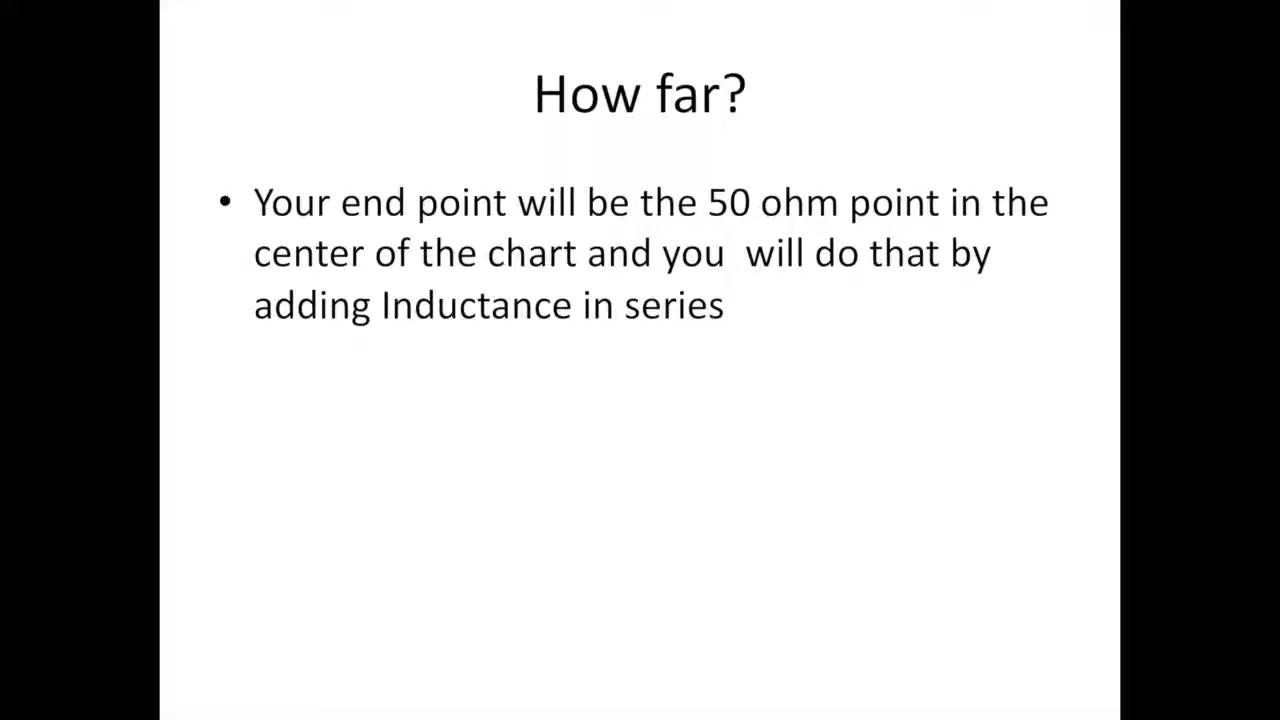 How far?
• Your end point will be the 50 ohm point in the
center of the chart and you  will do that by
adding Inductance in series